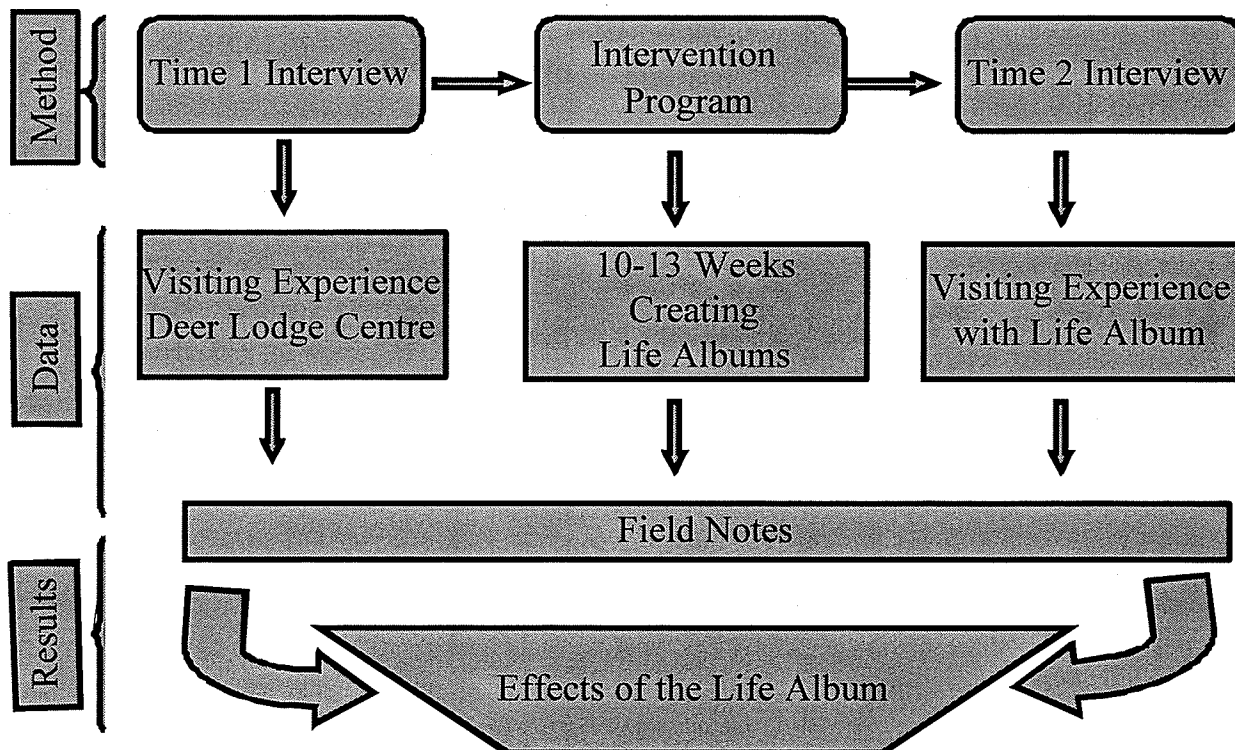 Method
Time 1 Interview
Intervention
Program
Time 2 Interview
Data
Visiting Experience
Deer Lodge Centre
10-13 Weeks
Creating
Life Albums
Visiting Experience
with Life Album
Field Notes
Results
Effects of the Life Album